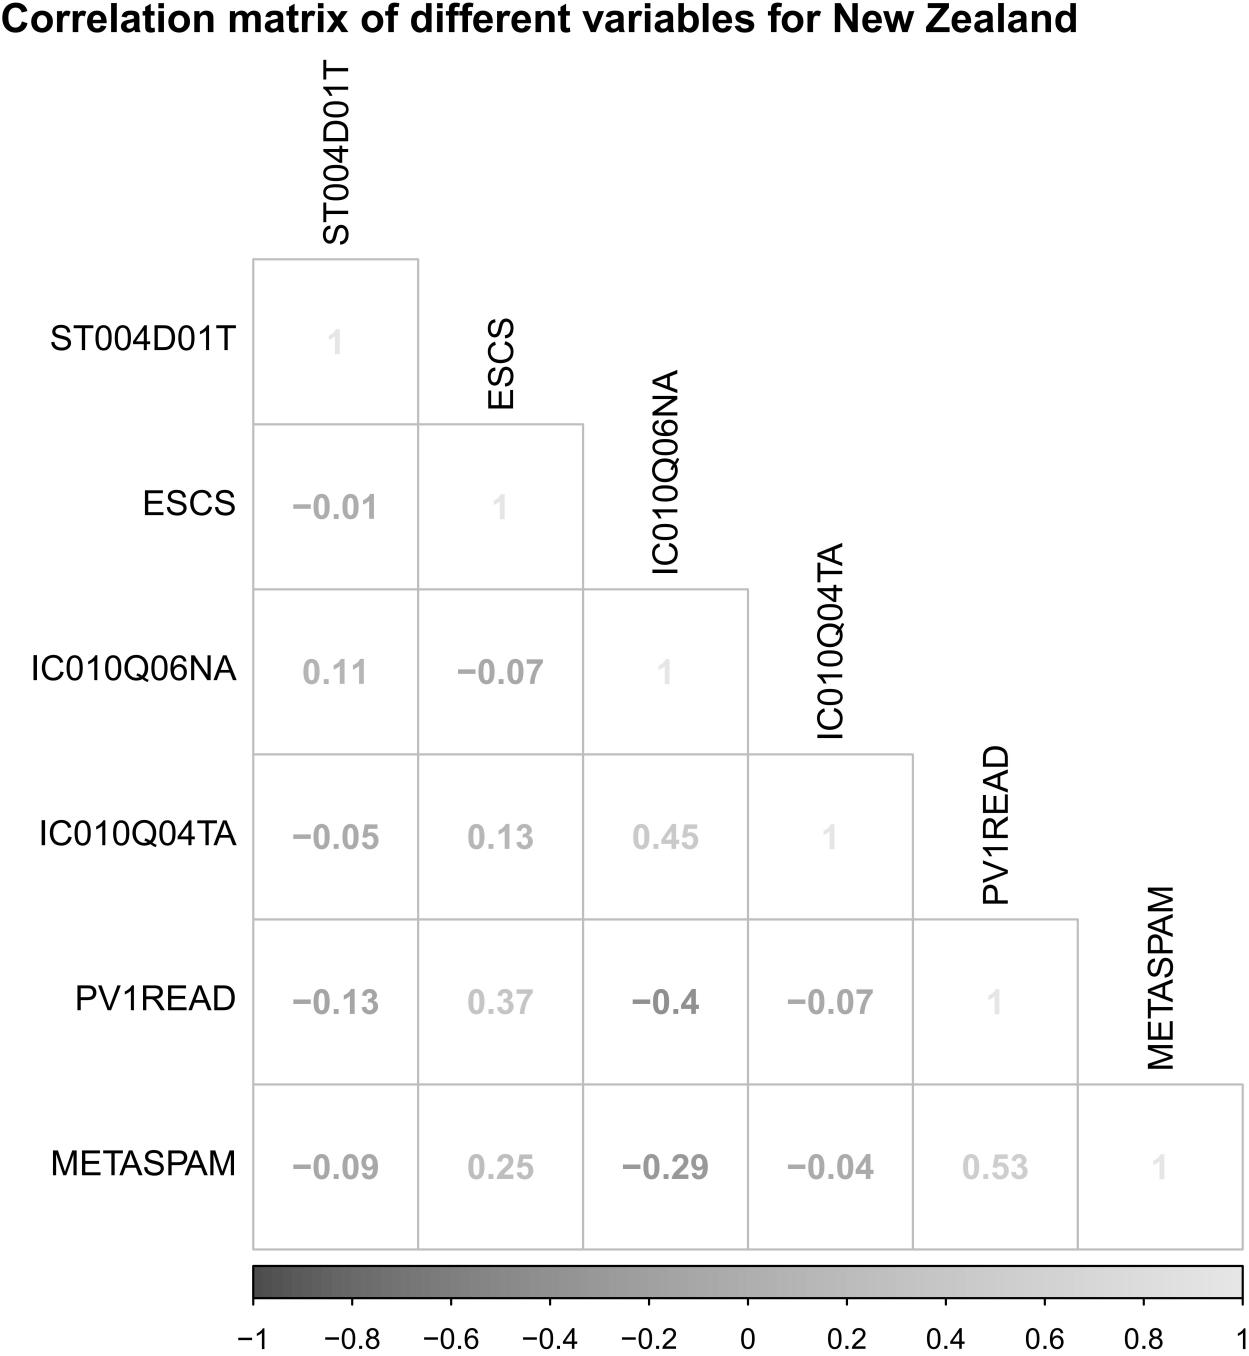 Correlation matrix of different variables for New Zealand
ST004D01T
ST004D01T
1
ESCS
ESCS
−0.01
1
IC010Q06NA
IC010Q06NA
0.11
−0.07
1
IC010Q04TA
IC010Q04TA
−0.05
0.13
0.45
1
PV1READ
PV1READ
−0.13
0.37
−0.4
−0.07
1
METASPAM
METASPAM
−0.09
0.25
−0.29
−0.04
0.53
1
−1
−0.8
−0.6
−0.4
−0.2
0
0.2
0.4
0.6
0.8
1